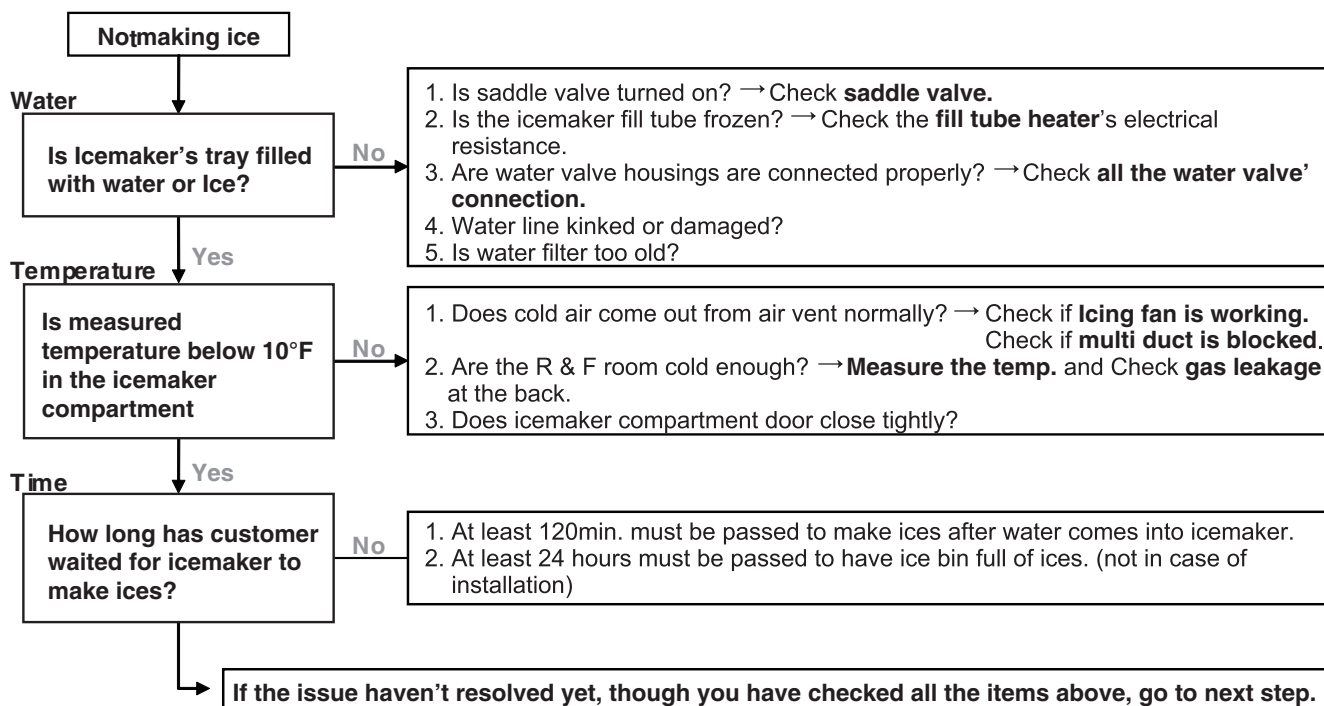 Notmaking ice
Water
Is Icemaker's tray filled
with water or Ice?
No
1. Is saddle valve turned on? → Check saddle valve.
2. Is the icemaker fill tube frozen? → Check the fill tube heater's electrical
resistance.
3. Are water valve housings are connected properly? → Check all the water valve'
connection.
4. Water line kinked or damaged?
5. Is water filter too old?
Yes
Temperature
Is measured
temperature below 10°F
in the icemaker
compartment
No
1. Does cold air come out from air vent normally? → Check if Icing fan is working.
Check if multi duct is blocked.
2. Are the R & F room cold enough? → Measure the temp. and Check gas leakage
at the back.
3. Does icemaker compartment door close tightly?
Yes
Time
How long has customer
waited for icemaker to
make ices?
No
1. At least 120min. must be passed to make ices after water comes into icemaker.
2. At least 24 hours must be passed to have ice bin full of ices. (not in case of
installation)
If the issue haven't resolved yet, though you have checked all the items above, go to next step.